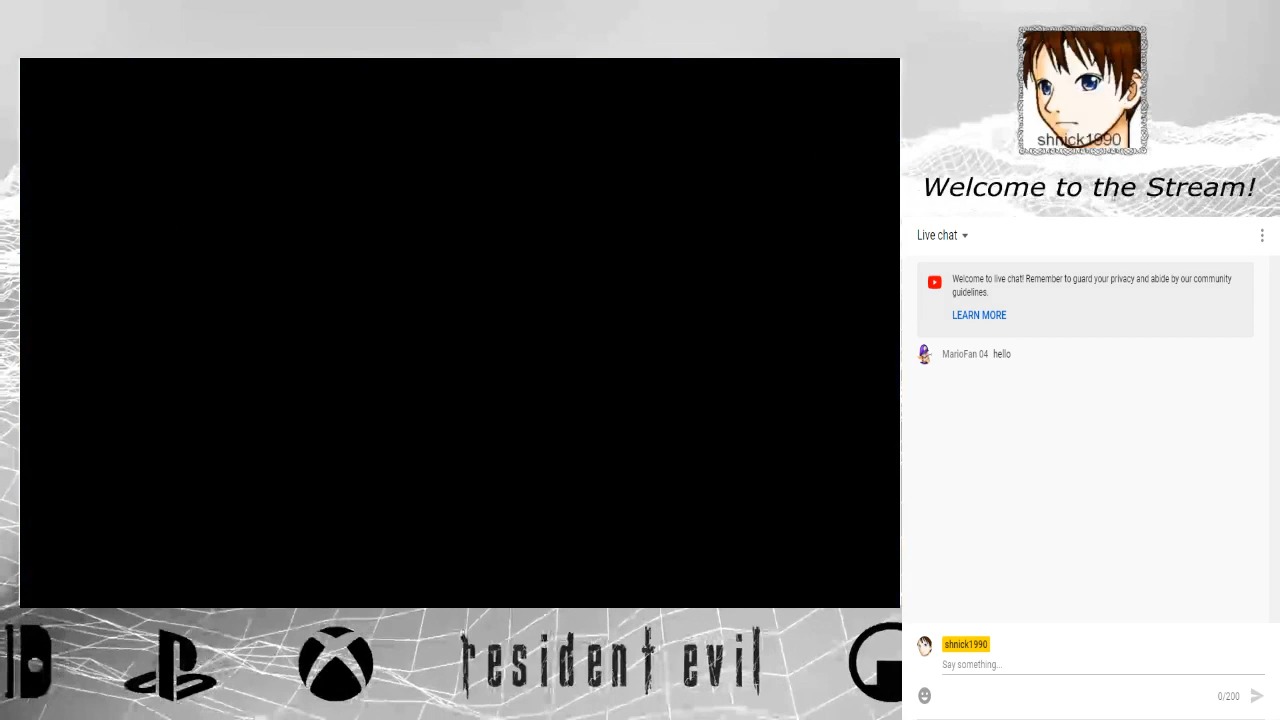 shnick1990
Welcome to the Stream!
Live chat
Welcome to live chat! Remember to guard your privacy and abide by our community
guidelines.
LEARN MORE
MarioFan 04 hello
resident evil
shnick1990
Say something...
0/200